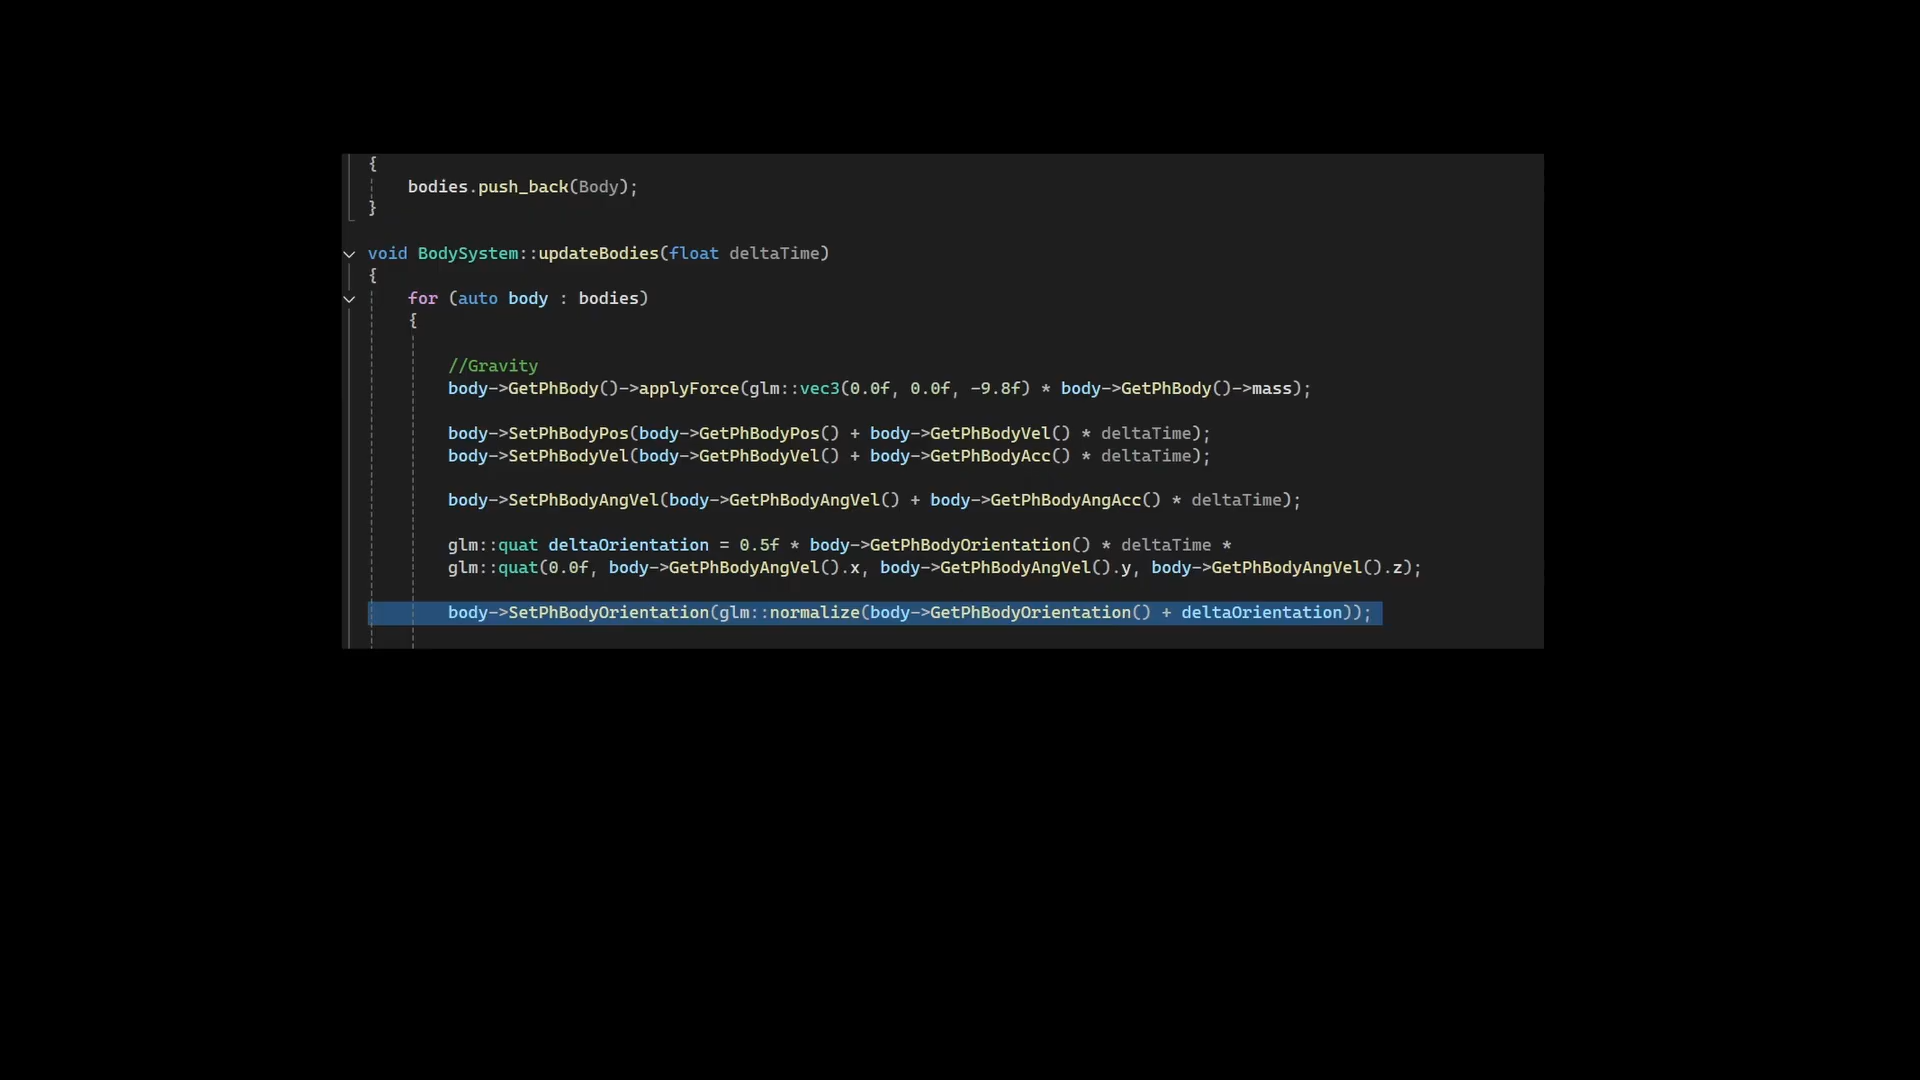 {
bodies.push_back(Body);
}
void BodySystem::updateBodies(float deltaTime)
{
for (auto body : bodies)
{
//Gravity
body->GetPhBody()->applyForce(glm::vec3(0.0f, 0.0f, -9.8f) * body->GetPhBody()->mass);
body->SetPhBodyPos(body->GetPhBodyPos() + body->GetPhBodyVel() * deltaTime);
body->SetPhBodyVel(body->GetPhBodyVel() + body->GetPhBodyAcc() * deltaTime);
body->SetPhBodyAngVel(body->GetPhBodyAngVel() + body->GetPhBodyAngAcc() * deltaTime);
glm::quat deltaOrientation = 0.5f * body->GetPhBodyOrientation() * deltaTime *
glm::quat(0.0f, body->GetPhBodyAngVel().x, body->GetPhBodyAngVel().y, body->GetPhBodyAngVel().z);
body->SetPhBodyOrientation(glm::normalize(body->GetPhBodyOrientation() + deltaOrientation));